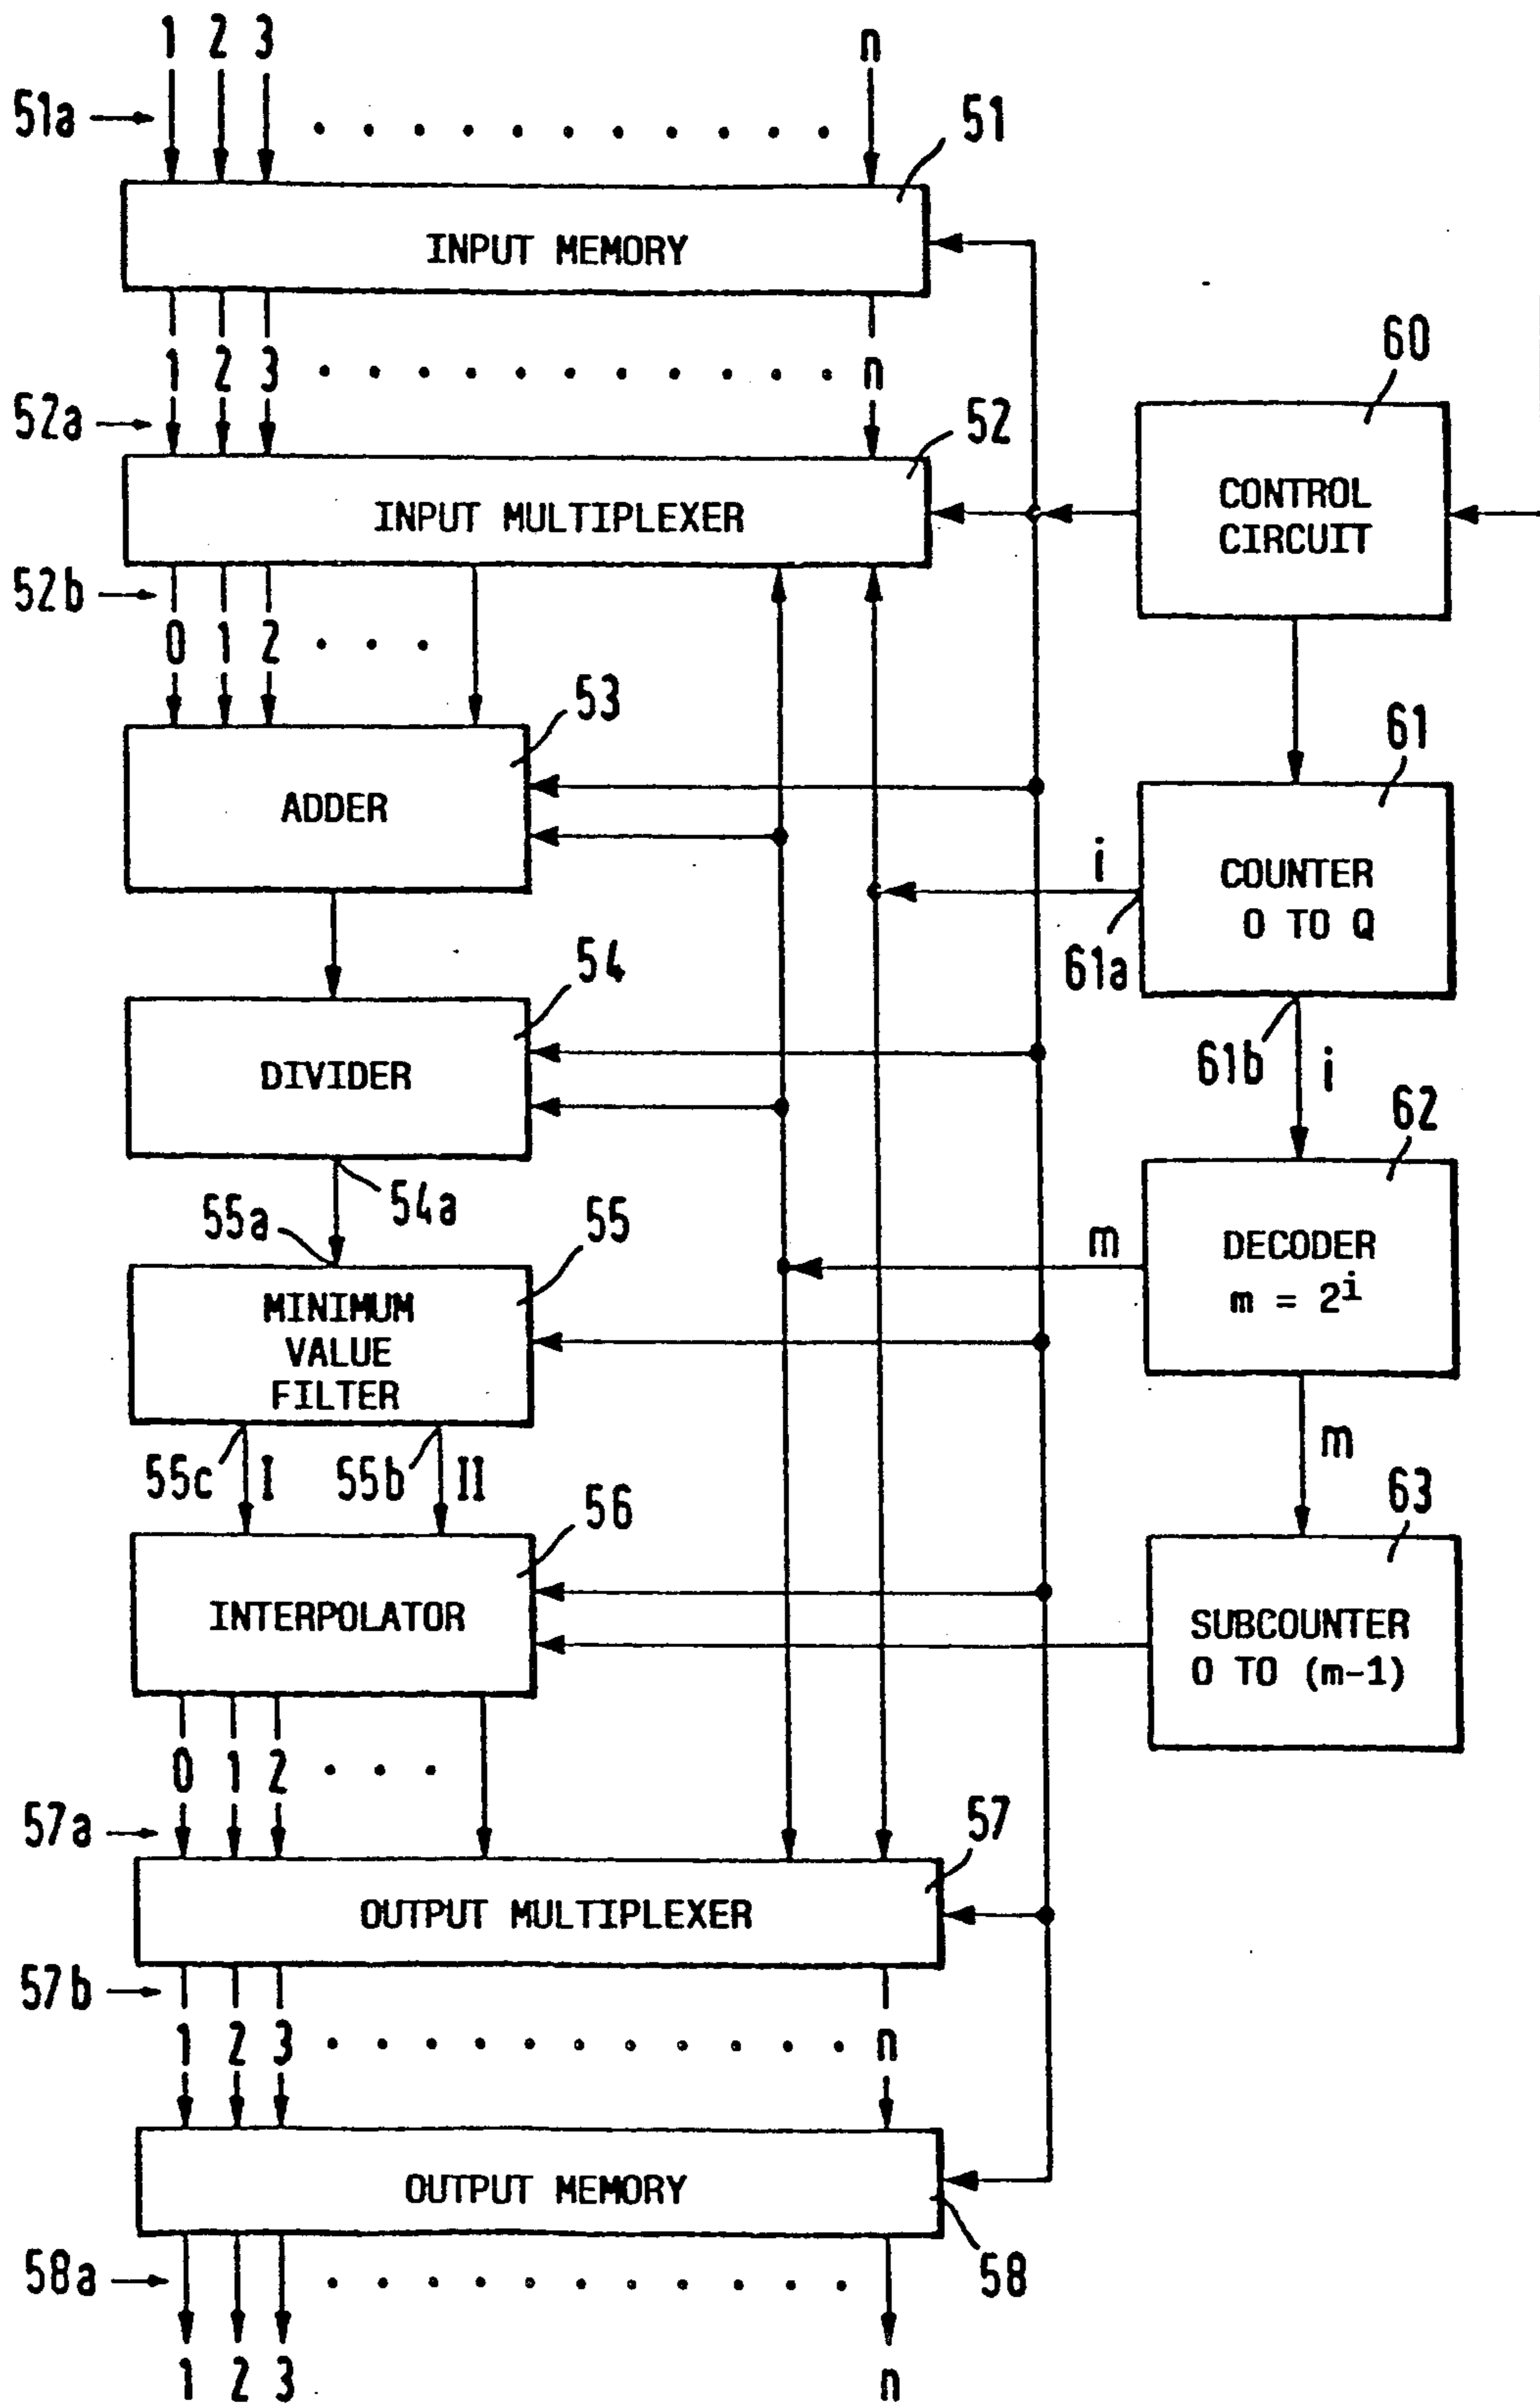 1 2 3 n
51a
51
INPUT MEMORY
1 2 3 n
60
52a
52
INPUT MULTIPLEXER
CONTROL
CIRCUIT
52b
0 1 2
53
61
ADDER
i
COUNTER
0 TO Q
61a
54
61b
i
DIVIDER
62
54a
55a
55
m
DECODER
m = 2^i
MINIMUM
VALUE
FILTER
m
55c
I
55b
II
63
56
INTERPOLATOR
SUBCOUNTER
0 TO (m-1)
0 1 2
57a
57
OUTPUT MULTIPLEXER
57b
1 2 3 n
OUTPUT MEMORY
58a
58
1 2 3 n